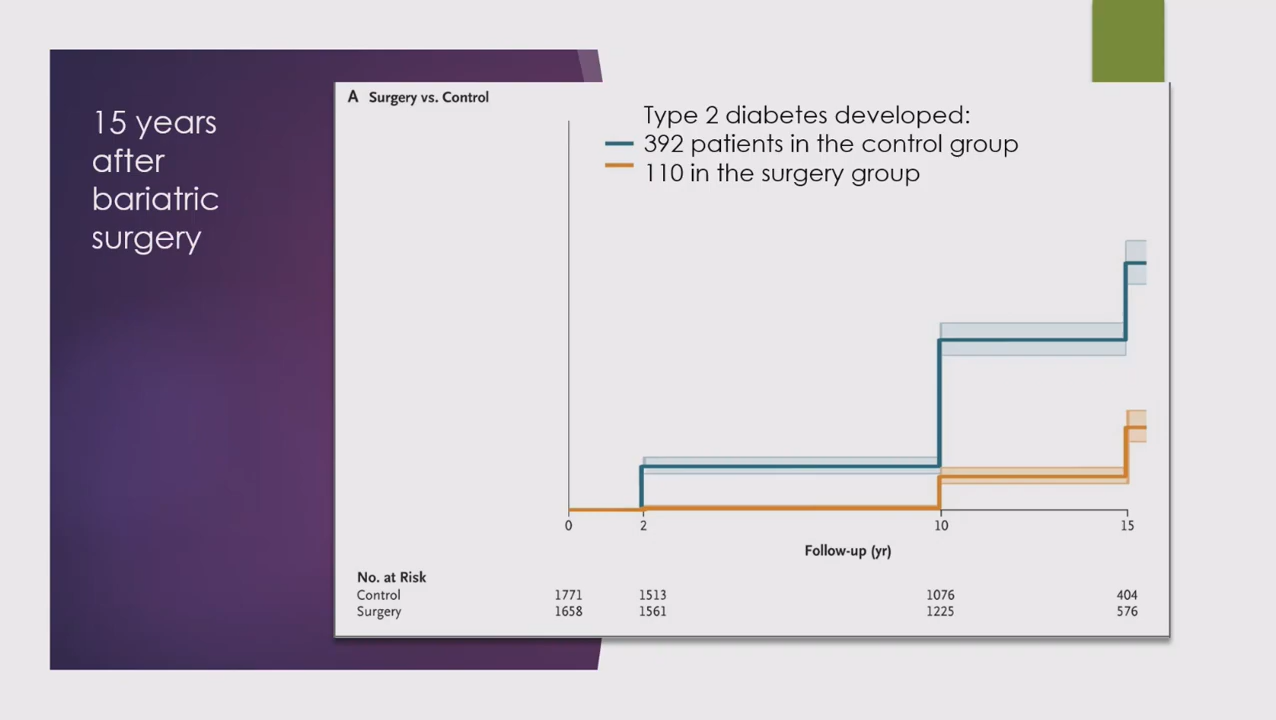 15 years
after
bariatric
surgery
A Surgery vs. Control
Type 2 diabetes developed:
392 patients in the control group
110 in the surgery group
0 2 10 15
Follow-up (yr)
No. at Risk
Control 1771 1513 1076 404
Surgery 1658 1561 1225 576